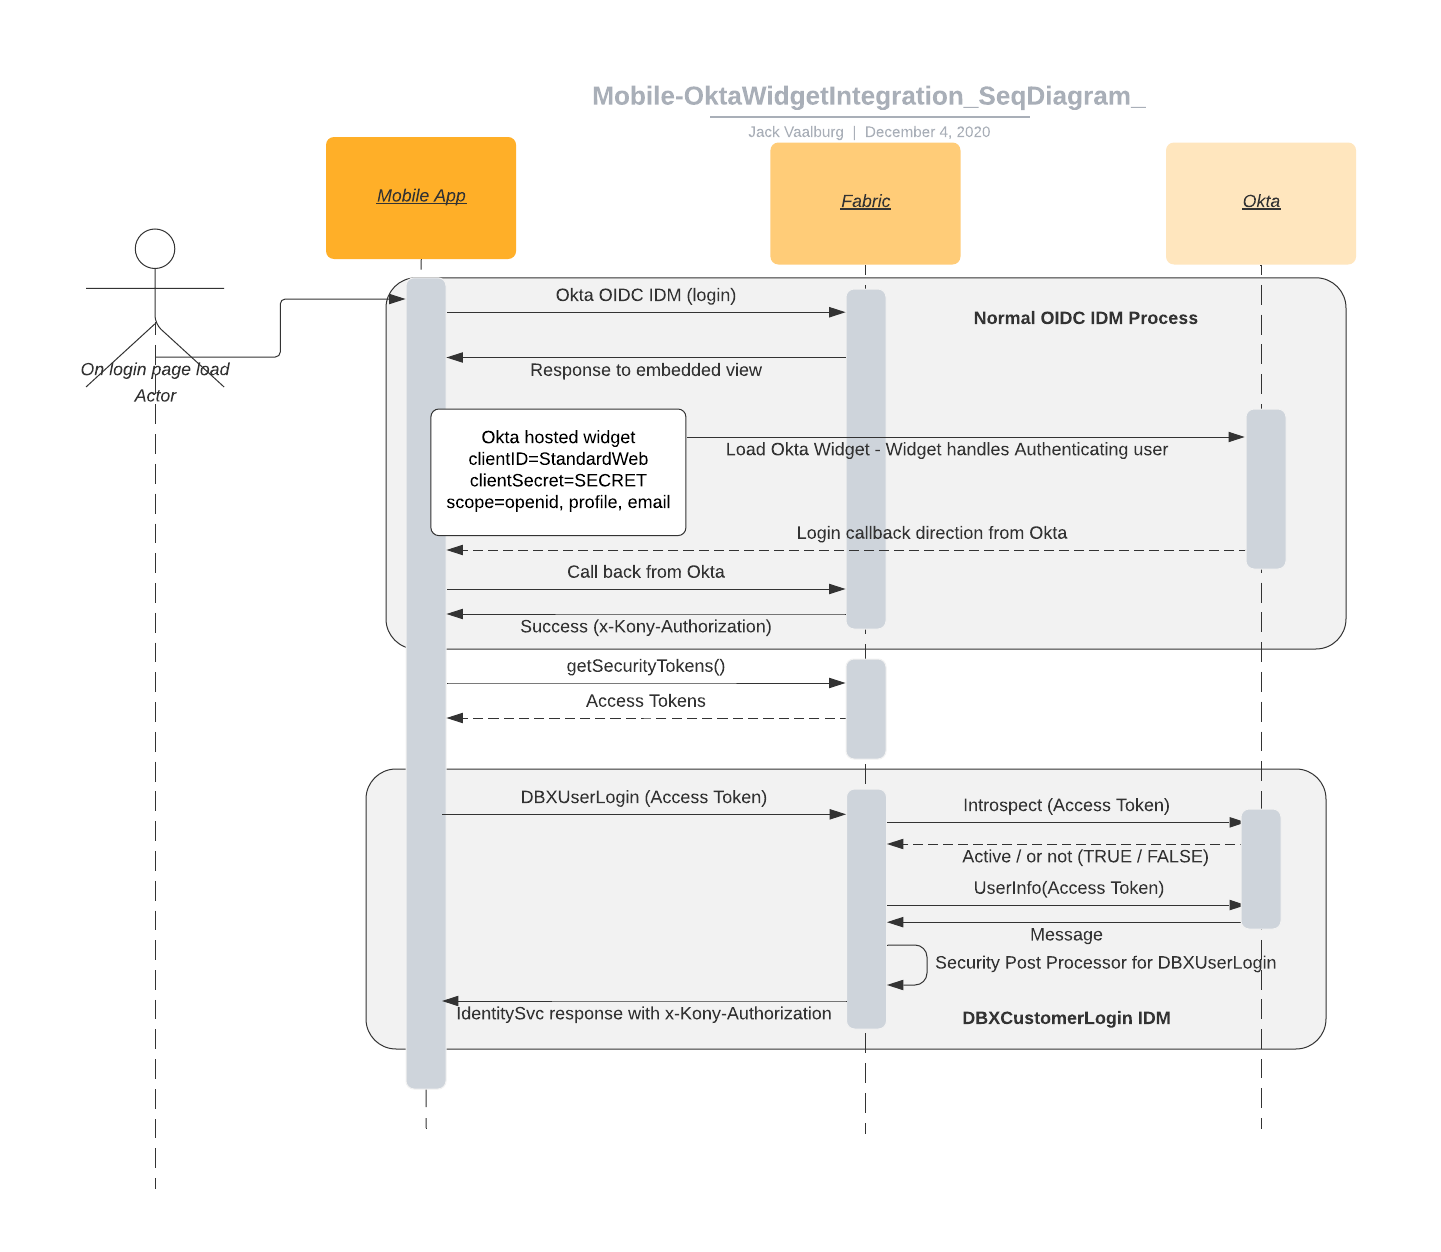 Mobile-OktaWidgetIntegration_SeqDiagram_
Jack Vaalburg | December 4, 2020
Mobile App
Fabric
Okta
Okta OIDC IDM (login)
Normal OIDC IDM Process
On login page load
Actor
Response to embedded view
Okta hosted widget
clientID=StandardWeb
clientSecret=SECRET
scope=openid, profile, email
Load Okta Widget - Widget handles Authenticating user
Login callback direction from Okta
Call back from Okta
Success (x-Kony-Authorization)
getSecurityTokens()
Access Tokens
DBXUserLogin (Access Token)
Introspect (Access Token)
Active / or not (TRUE / FALSE)
UserInfo(Access Token)
Message
Security Post Processor for DBXUserLogin
IdentitySvc response with x-Kony-Authorization
DBXCustomerLogin IDM